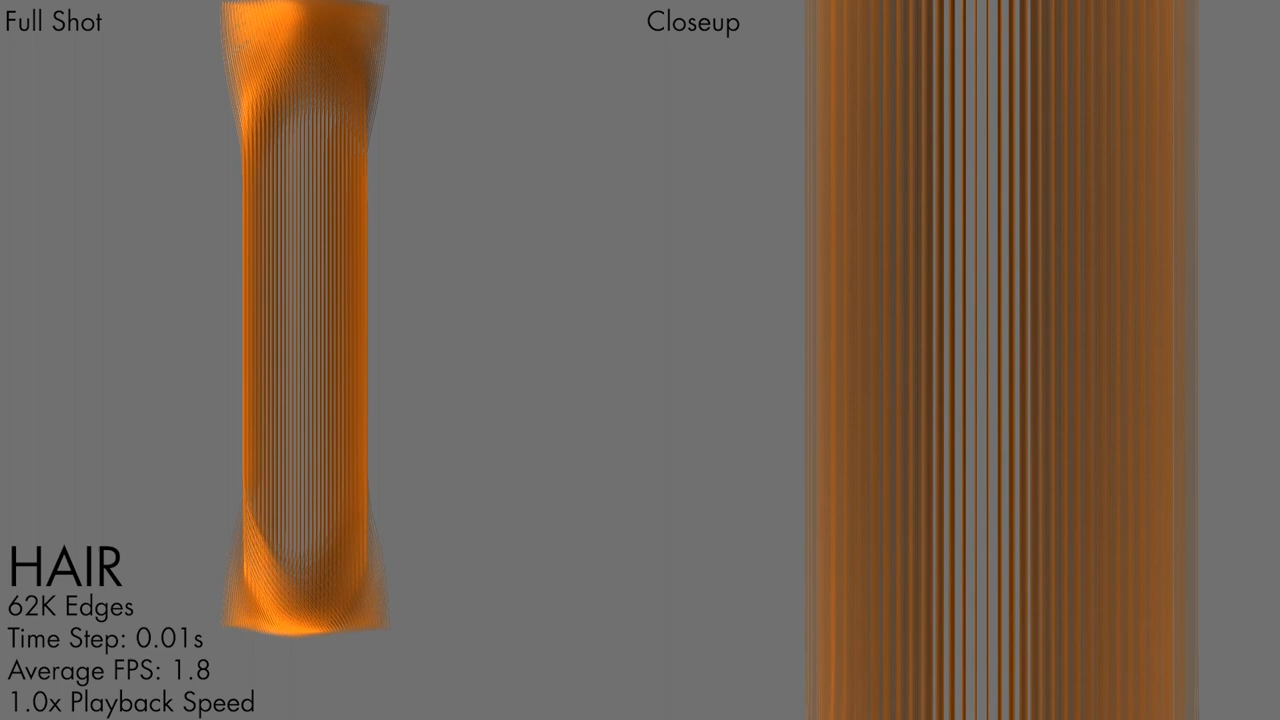 Full Shot
Closeup
HAIR
62K Edges
Time Step: 0.01s
Average FPS: 1.8
1.0x Playback Speed